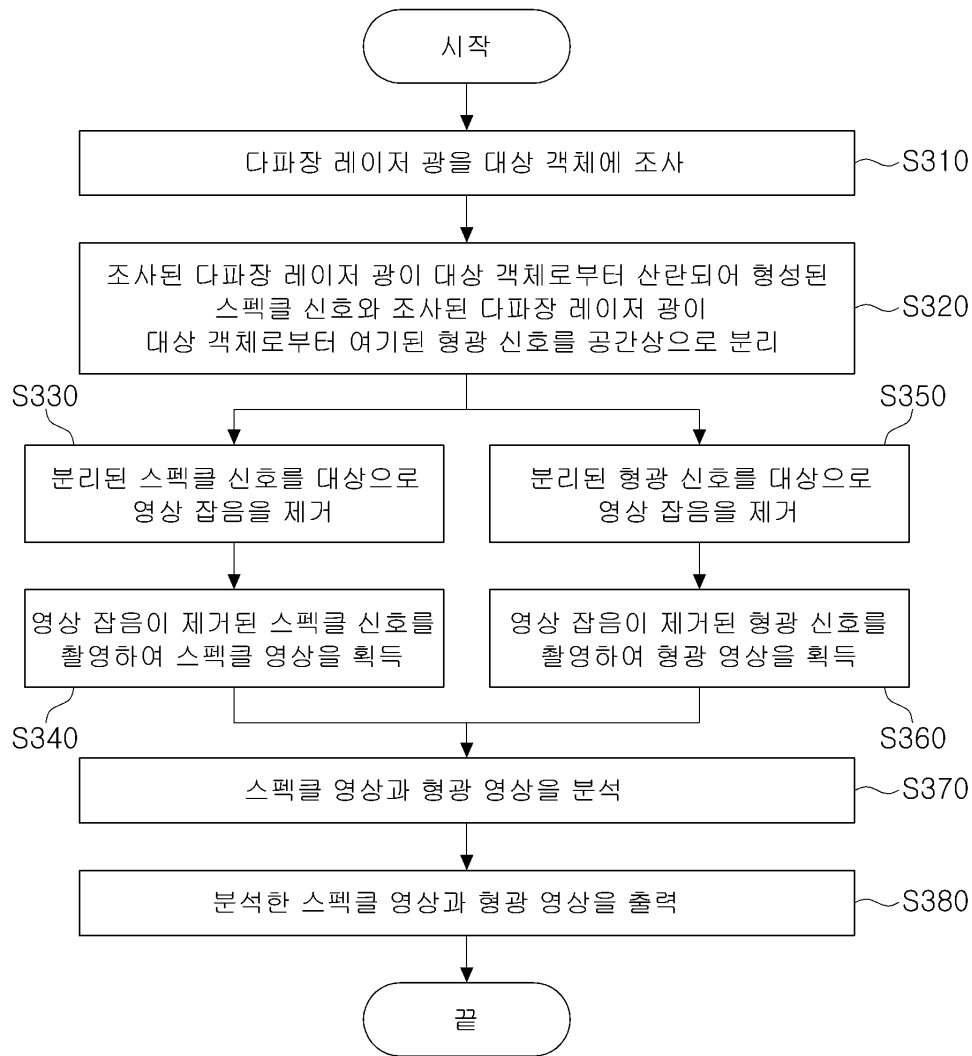 시작
다파장 레이저 광을 대상 객체에 조사
S310
조사된 다파장 레이저 광이 대상 객체로부터 산란되어 형성된
스펙클 신호와 조사된 다파장 레이저 광이
대상 객체로부터 여기된 형광 신호를 공간상으로 분리
S320
S330
분리된 스펙클 신호를 대상으로
영상 잡음을 제거
S350
분리된 형광 신호를 대상으로
영상 잡음을 제거
영상 잡음이 제거된 스펙클 신호를
촬영하여 스펙클 영상을 획득
S340
영상 잡음이 제거된 형광 신호를
촬영하여 형광 영상을 획득
S360
스펙클 영상과 형광 영상을 분석
S370
분석한 스펙클 영상과 형광 영상을 출력
S380
끝